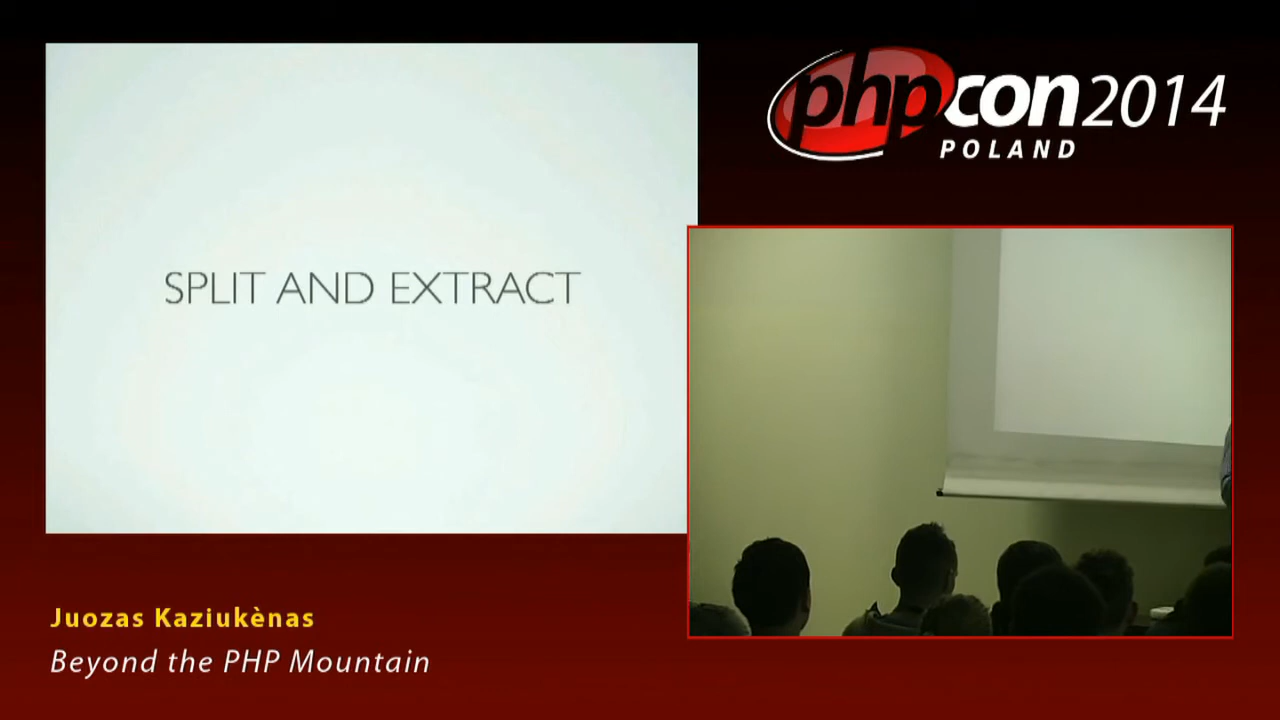 phpcon2014
POLAND
SPLIT AND EXTRACT
Juozas Kaziukènas
Beyond the PHP Mountain